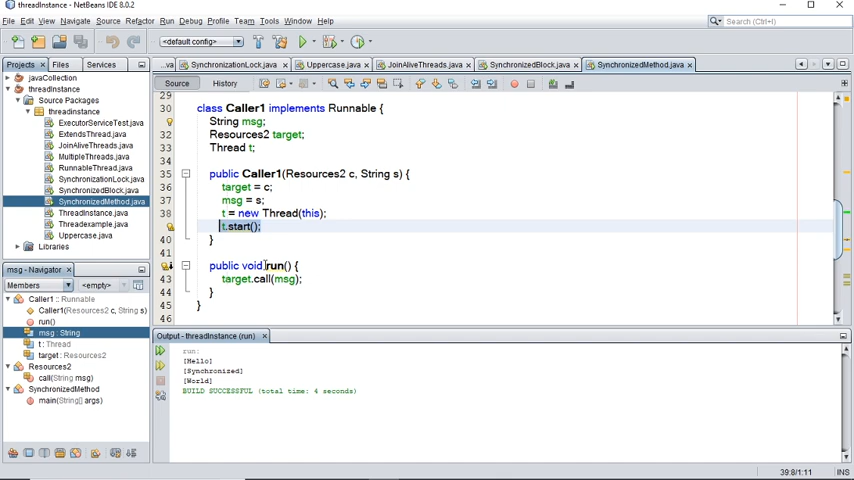 threadInstance - NetBeans IDE 8.0.2
File Edit View Navigate Source Refactor Run Debug Profile Team Tools Window Help
Search (Ctrl+I)
<default config>
Projects Files Services
...va SynchronizationLock.java Uppercase.java JoinAliveThreads.java SynchronizedBlock.java SynchronizedMethod.java
Source History
javaCollection
threadinstance
Source Packages
threadinstance
ExecutorServiceTest.java
ExtendsThread.java
JoinAliveThreads.java
MultipleThreads.java
RunnableThread.java
SynchronizationLock.java
SynchronizedBlock.java
SynchronizedMethod.java
ThreadInstance.java
Threadexample.java
Uppercase.java
Libraries
29
30 class Caller1 implements Runnable {
String msg;
32 Resources2 target;
33 Thread t;
34
35 public Caller1(Resources2 c, String s) {
36 target = c;
37 msg = s;
38 t = new Thread(this);
t.start();
40 }
41
public void run() {
43 target.call(msg);
44 }
45 }
46
msg - Navigator
Members <empty>
Caller1 :: Runnable
Caller1(Resources2 c, String s)
run()
msg : String
t : Thread
target : Resources2
Resources2
call(String msg)
SynchronizedMethod
main(String[] args)
Output - threadInstance (run)
run:
[Hello]
[Synchronized]
[World]
BUILD SUCCESSFUL (total time: 4 seconds)
39:8/1:11 INS